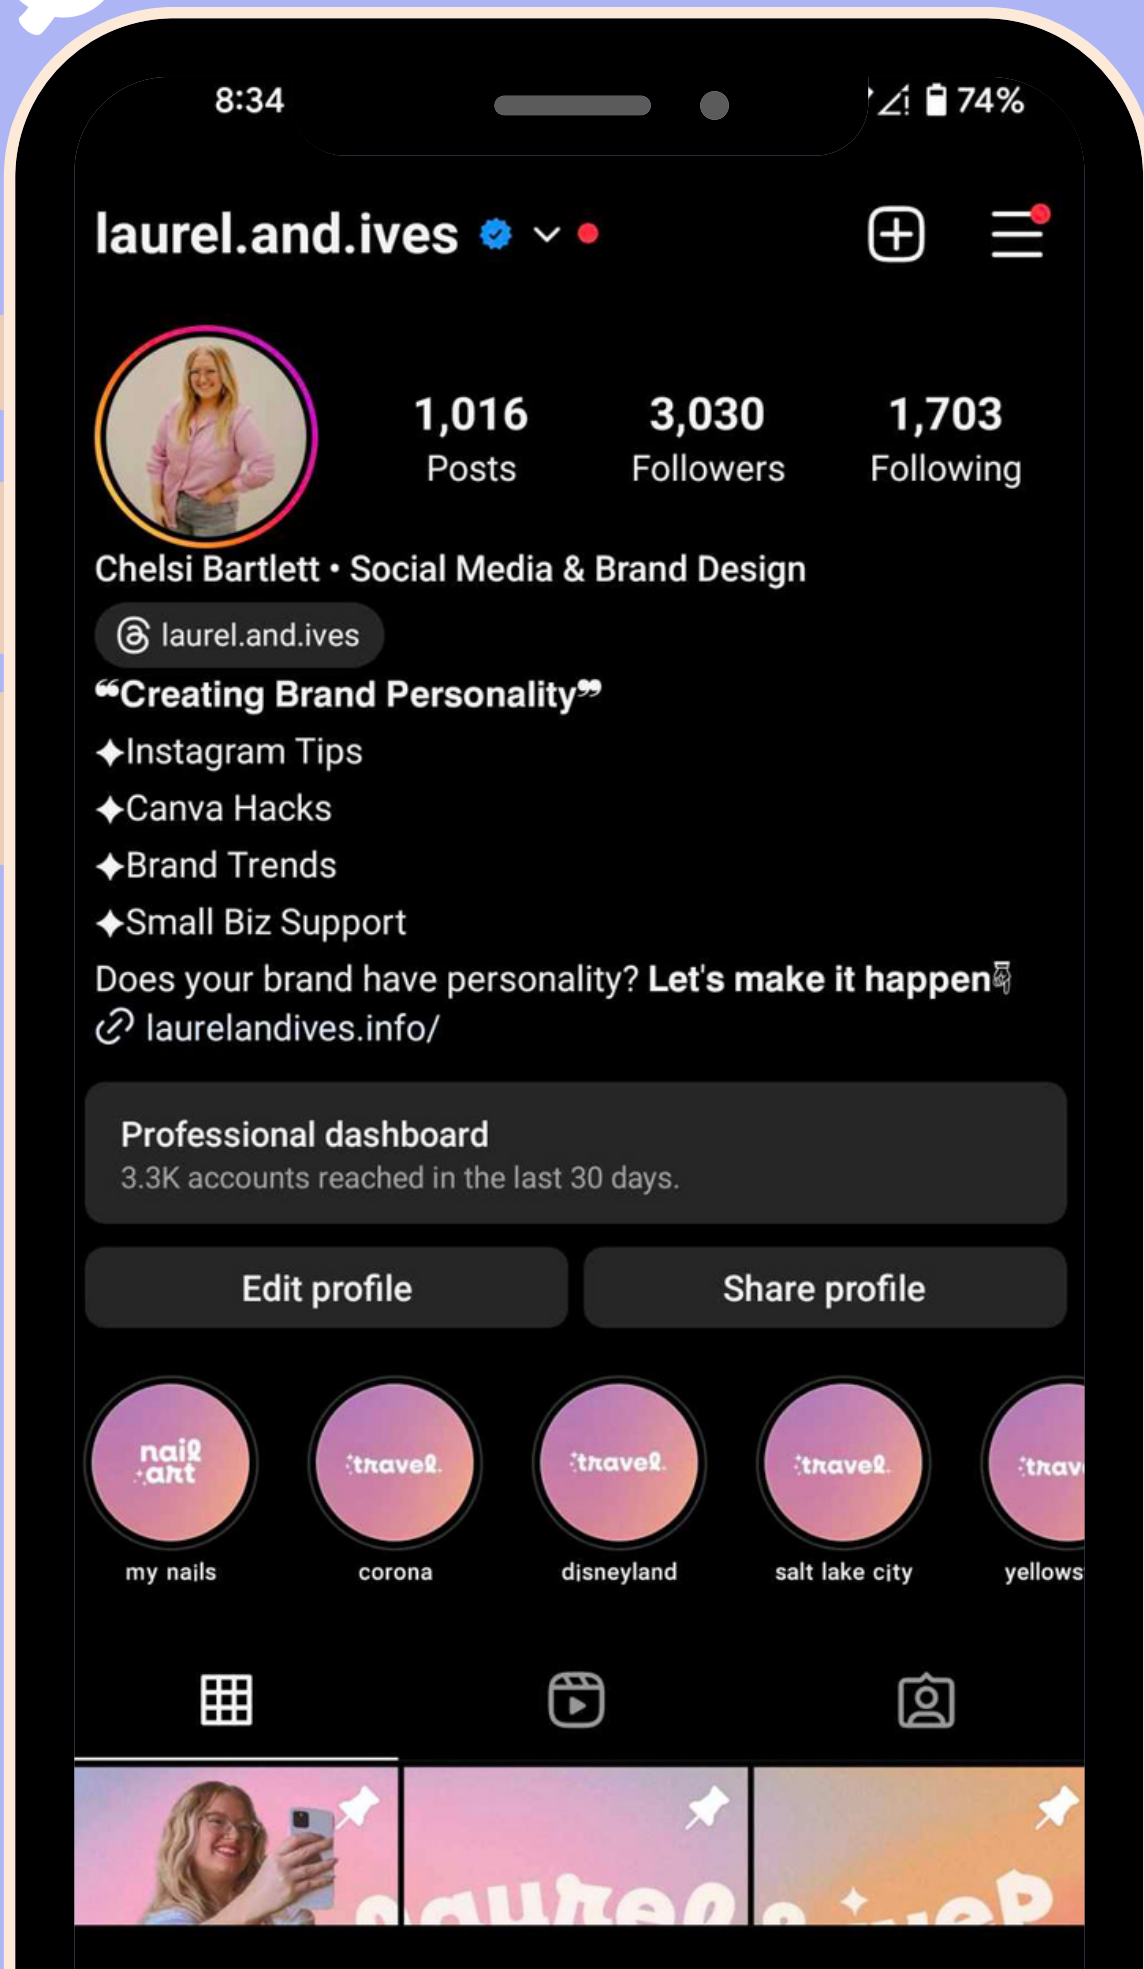 8:34
74%
laurel.and.ives
1,016
3,030
1,703
Posts
Followers
Following
Chelsi Bartlett • Social Media & Brand Design
laurel.and.ives
❝Creating Brand Personality❞
✦Instagram Tips
✦Canva Hacks
✦Brand Trends
✦Small Biz Support
Does your brand have personality? Let's make it happen☟
laurelandives.info/
Professional dashboard
3.3K accounts reached in the last 30 days.
Edit profile
Share profile
nail
art
travel.
travel.
travel.
trav
my nails
corona
disneyland
salt lake city
yellows
laurel